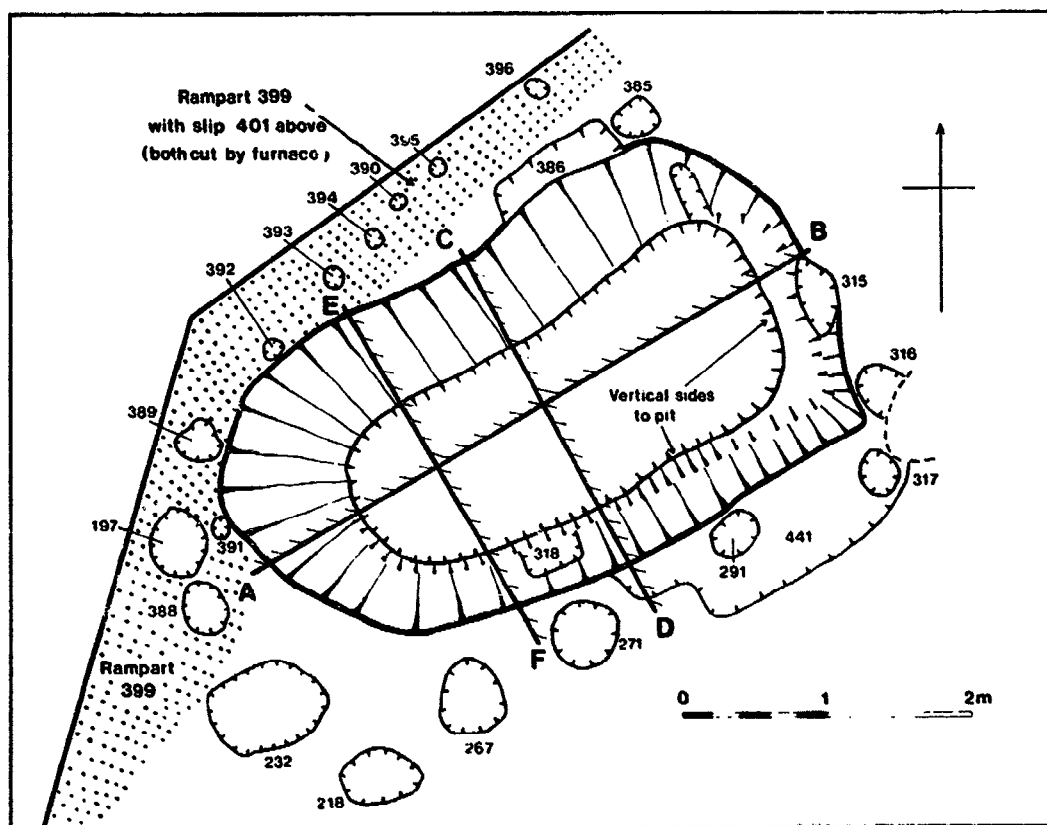 396
385
Rampart 399
with slip 401 above
(both cut by furnace)
395
390
386
394
C
393
B
392
E
315
316
Vertical sides
to pit
389
317
197
391
318
441
291
A
388
271
D
F
Rampart
399
0 1 2m
267
232
218